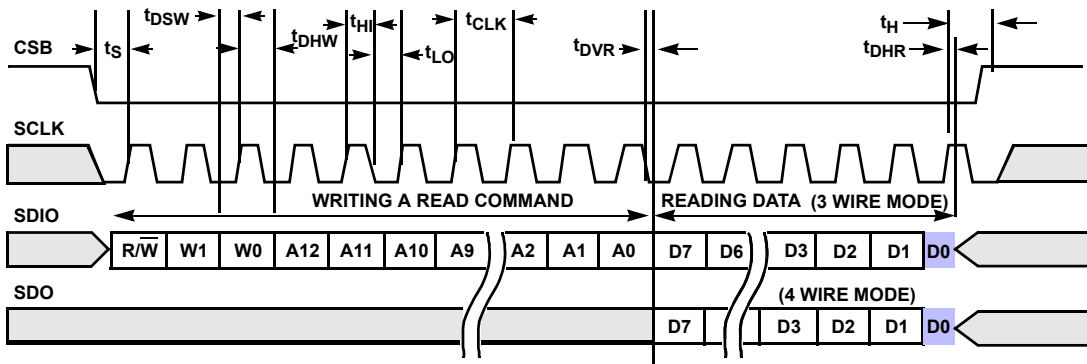 tDSW tHI tCLK tH
CSB tS tDHW tLO tDVR tDHR
SCLK
WRITING A READ COMMAND READING DATA (3 WIRE MODE)
SDIO
R/W̅ W1 W0 A12 A11 A10 A9 A2 A1 A0 D7 D6 D3 D2 D1 D0
SDO (4 WIRE MODE)
D7 D3 D2 D1 D0